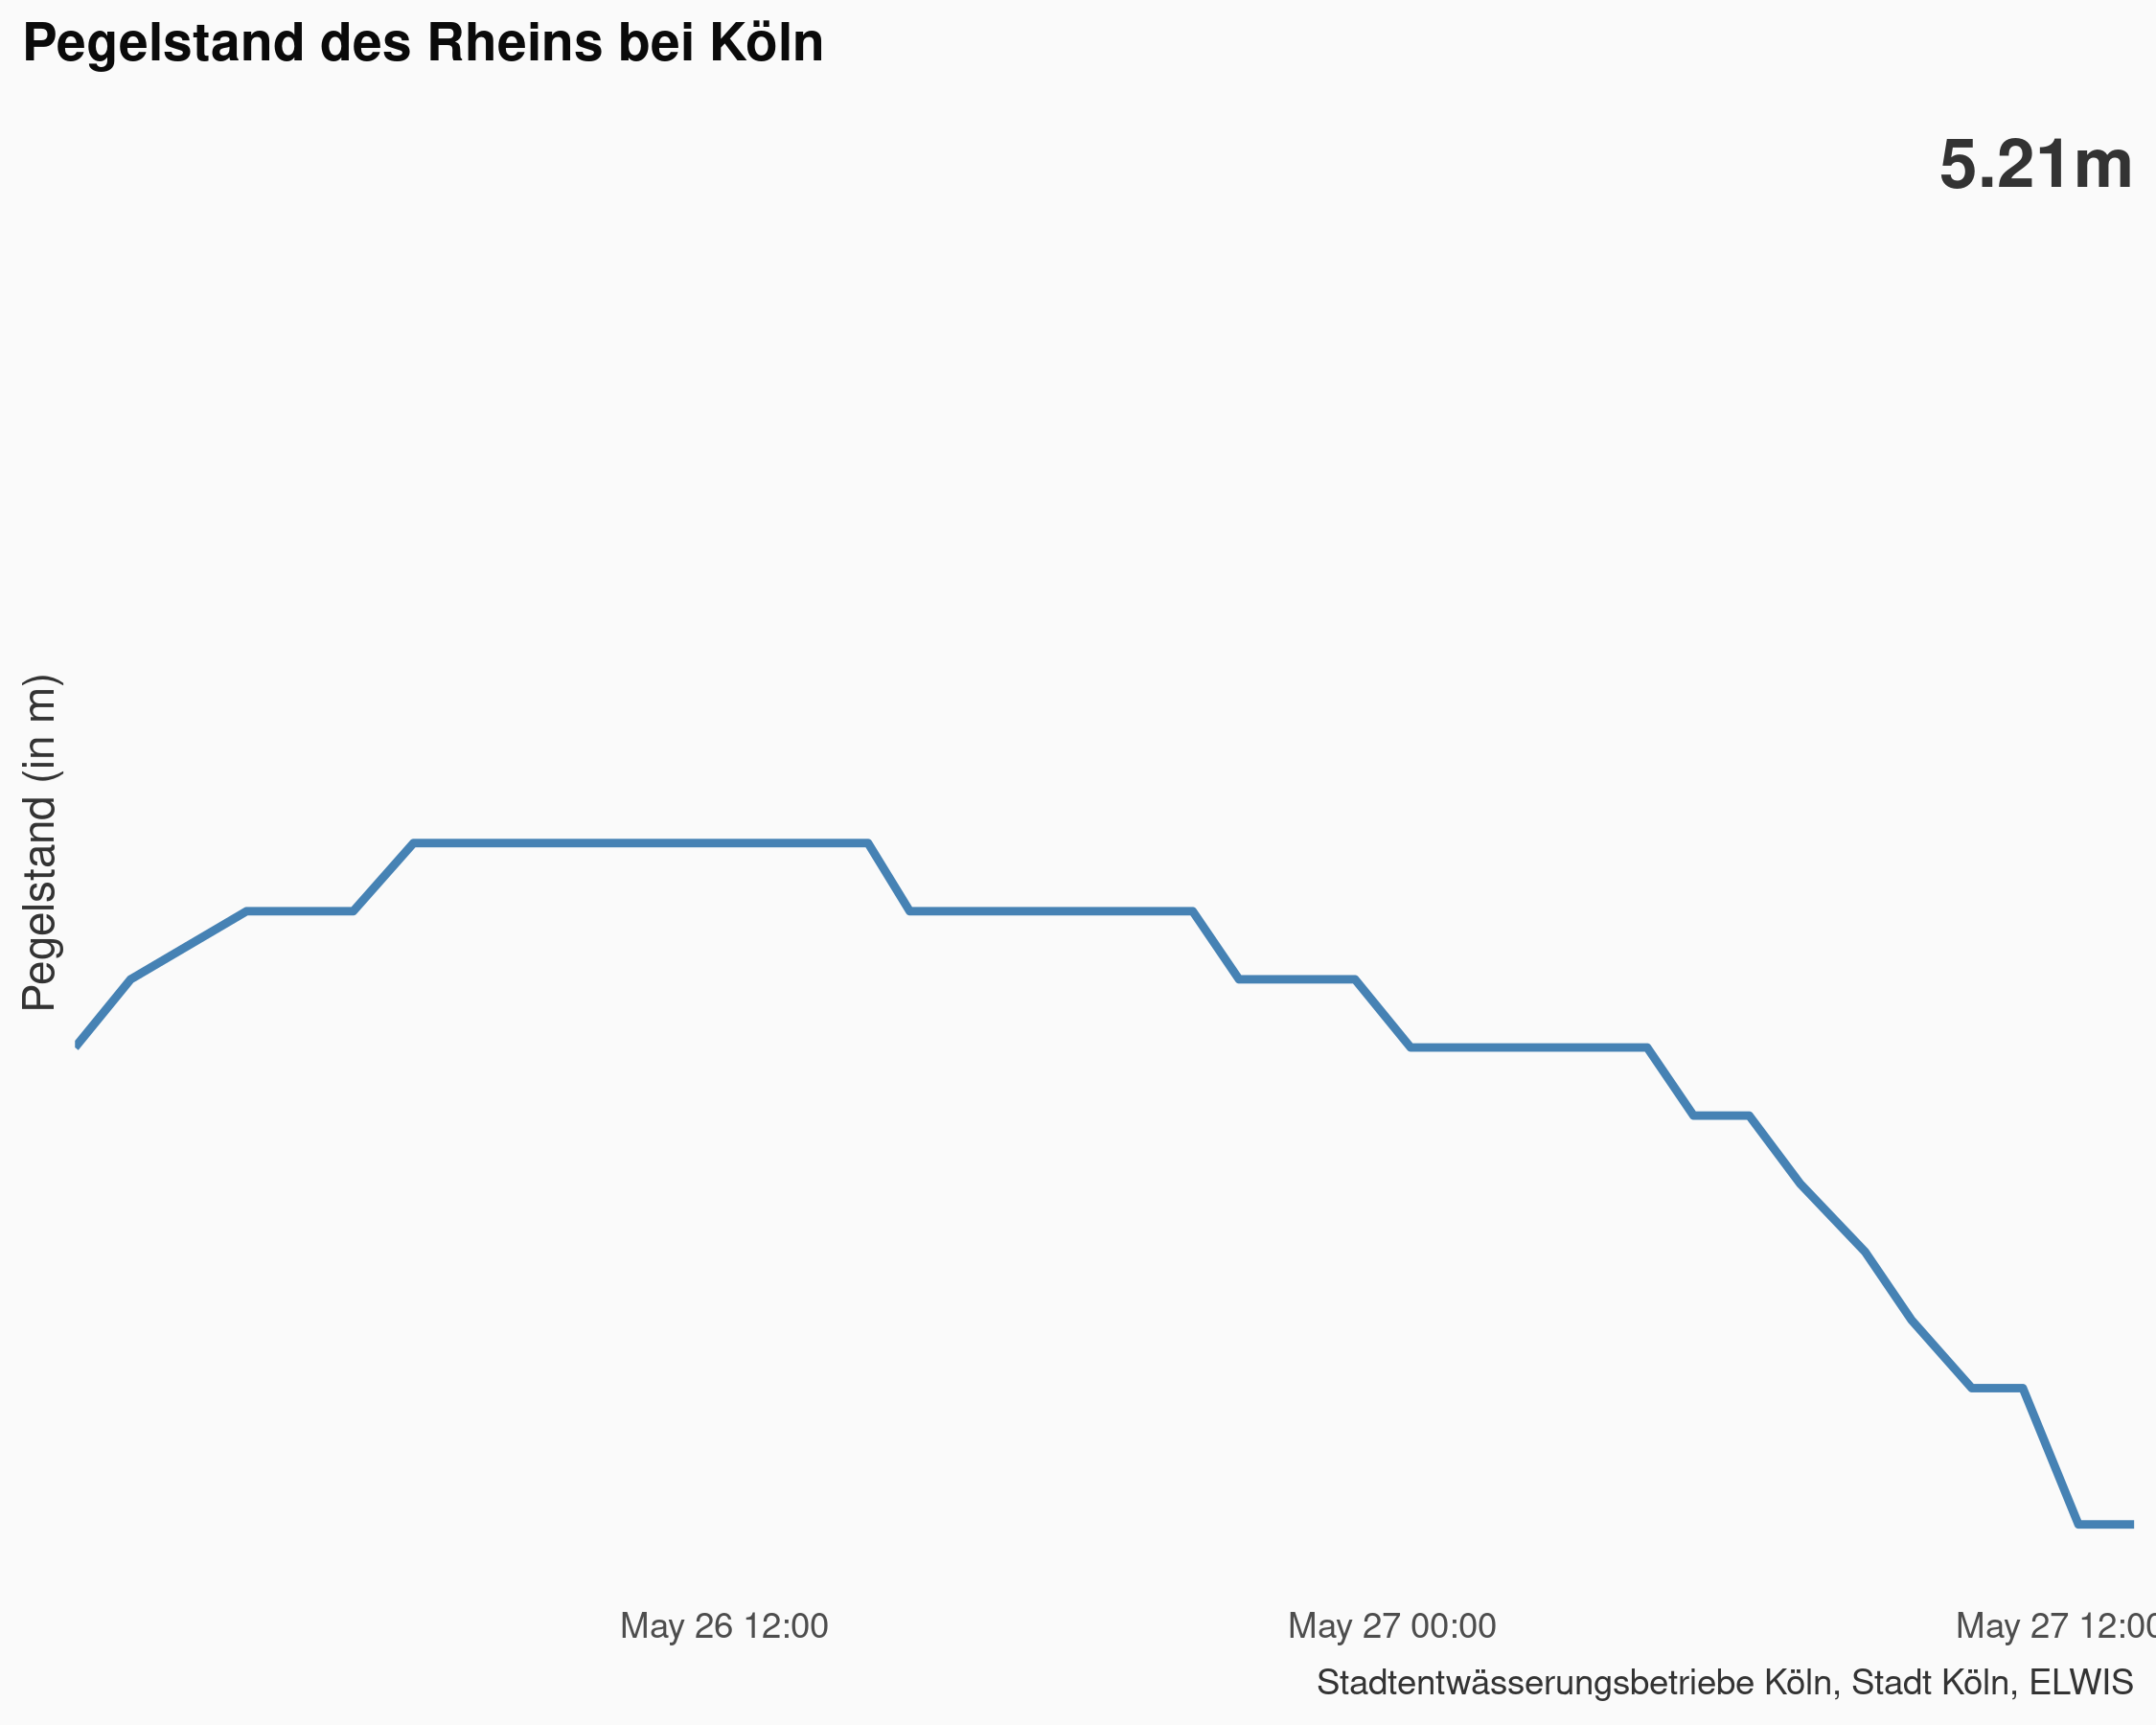 Pegelstand des Rheins bei Köln
5.21m
Pegelstand (in m)
May 26 12:00
May 27 00:00
May 27 12:00
Stadtentwässerungsbetriebe Köln, Stadt Köln, ELWIS